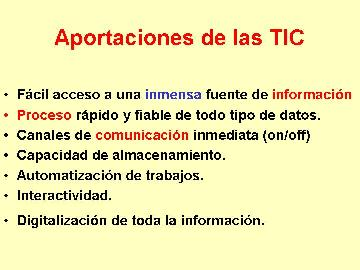 Aportaciones de las TIC
• Fácil acceso a una inmensa fuente de información
• Proceso rápido y fiable de todo tipo de datos.
• Canales de comunicación inmediata (on/off)
• Capacidad de almacenamiento.
• Automatización de trabajos.
• Interactividad.
• Digitalización de toda la información.